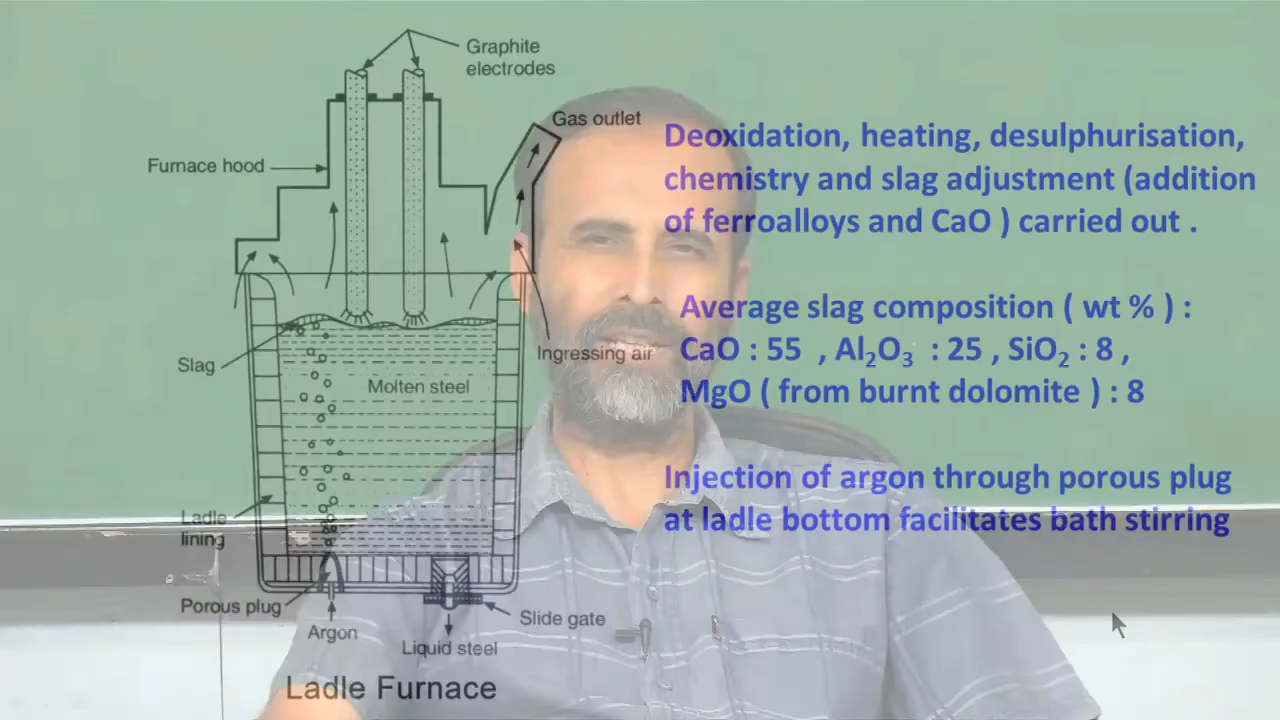 Graphite
electrodes
Gas outlet
Furnace hood
Slag
Ingressing air
Molten steel
Ladle
lining
Porous plug
Argon
Slide gate
Liquid steel
Ladle Furnace
Deoxidation, heating, desulphurisation,
chemistry and slag adjustment (addition
of ferroalloys and CaO ) carried out .
Average slag composition ( wt % ) :
CaO : 55 , Al₂O₃ : 25 , SiO₂ : 8 ,
MgO ( from burnt dolomite ) : 8
Injection of argon through porous plug
at ladle bottom facilitates bath stirring